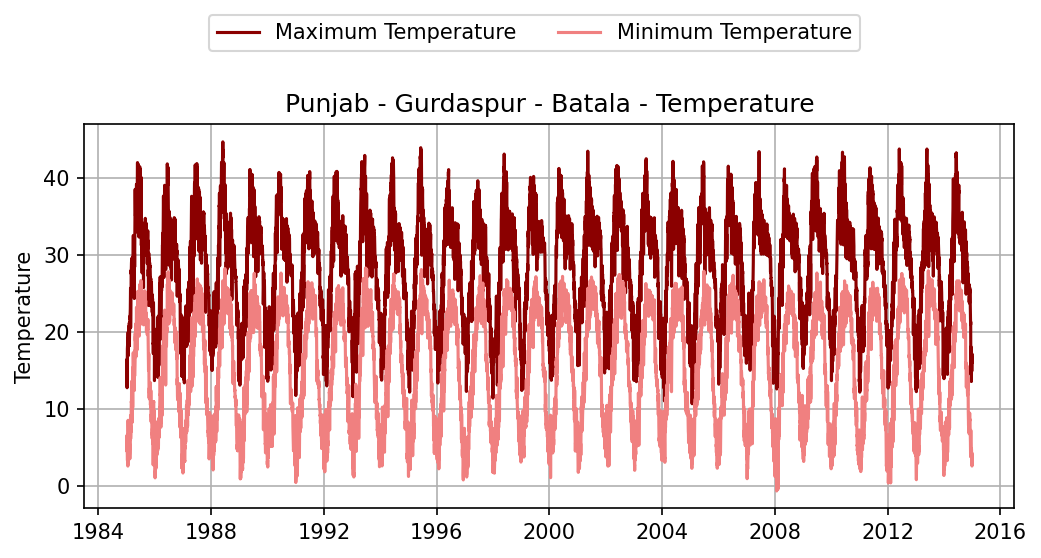 Maximum Temperature Minimum Temperature
Punjab - Gurdaspur - Batala - Temperature
Temperature
40
30
20
10
0
1984 1988 1992 1996 2000 2004 2008 2012 2016